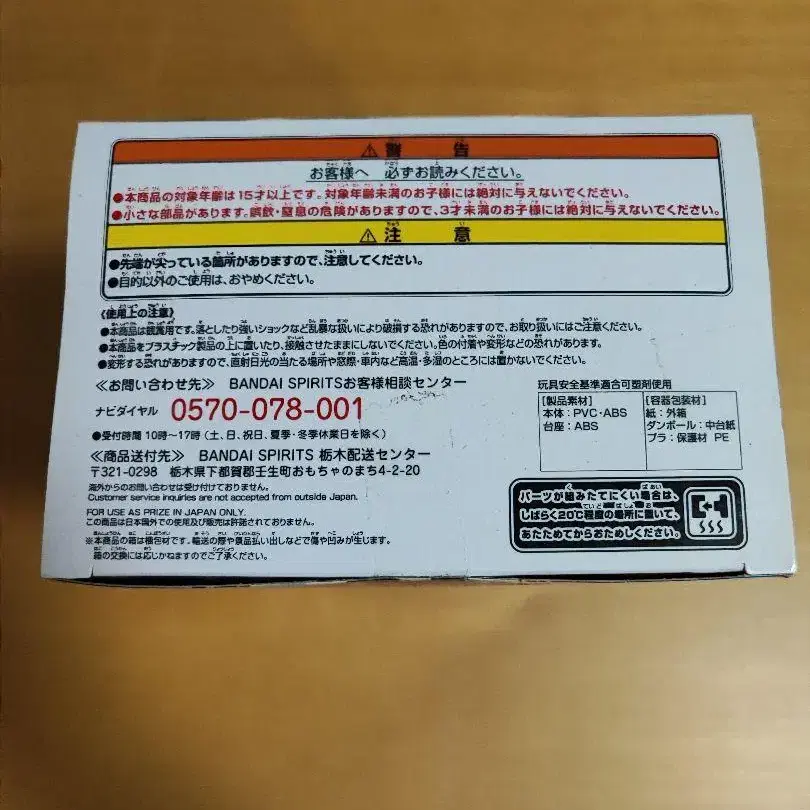 ⚠警告
お客様へ 必ずお読みください。
●本商品の対象年齢は15才以上です。対象年齢未満のお子様には絶対に与えないでください。
●小さな部品があります。誤飲・窒息の危険がありますので、3才未満のお子様には絶対に与えないでください。
⚠注意
●先端が尖っている箇所がありますので、注意してください。
●目的以外のご使用は、おやめください。
《使用上の注意》
●本商品は観賞用です。落としたり強いショックなど乱暴な扱いにより破損する恐れがありますので、お取り扱いにはご注意ください。
●本商品をプラスチック製品の上に置いたり、接触させたままにしないでください。色の付着や変形などの恐れがあります。
●変形する恐れがありますので、直射日光の当たる場所や窓際・車内など高温・多湿のところには置かないでください。
≪お問い合わせ先≫ BANDAI SPIRITSお客様相談センター
ナビダイヤル 0570-078-001
●受付時間 10時～17時(土、日、祝日、夏季・冬季休業日を除く)
≪商品送付先≫ BANDAI SPIRITS 栃木配送センター
〒321-0298 栃木県下都賀郡壬生町おもちゃのまち4-2-20
海外からのお問い合わせは受け付けておりません。
Customer service inquiries are not accepted from outside Japan.
FOR USE AS PRIZE IN JAPAN ONLY.
この商品は日本国外での使用及び販売は許諾されておりません。
※本商品の箱は梱包材です。輸送の際や景品払い出しなどで傷や凹みが生じます。
箱の交換には応じかねますのでご了承ください。
玩具安全基準適合可塑剤使用
[製品素材]
本体:PVC・ABS
台座:ABS
[容器包装材]
紙:外箱
ダンボール:中台紙
プラ:保護材 PE
パーツが組みたてにくい場合は、
しばらく20℃程度の場所に置いて、
あたためてからおためしください。